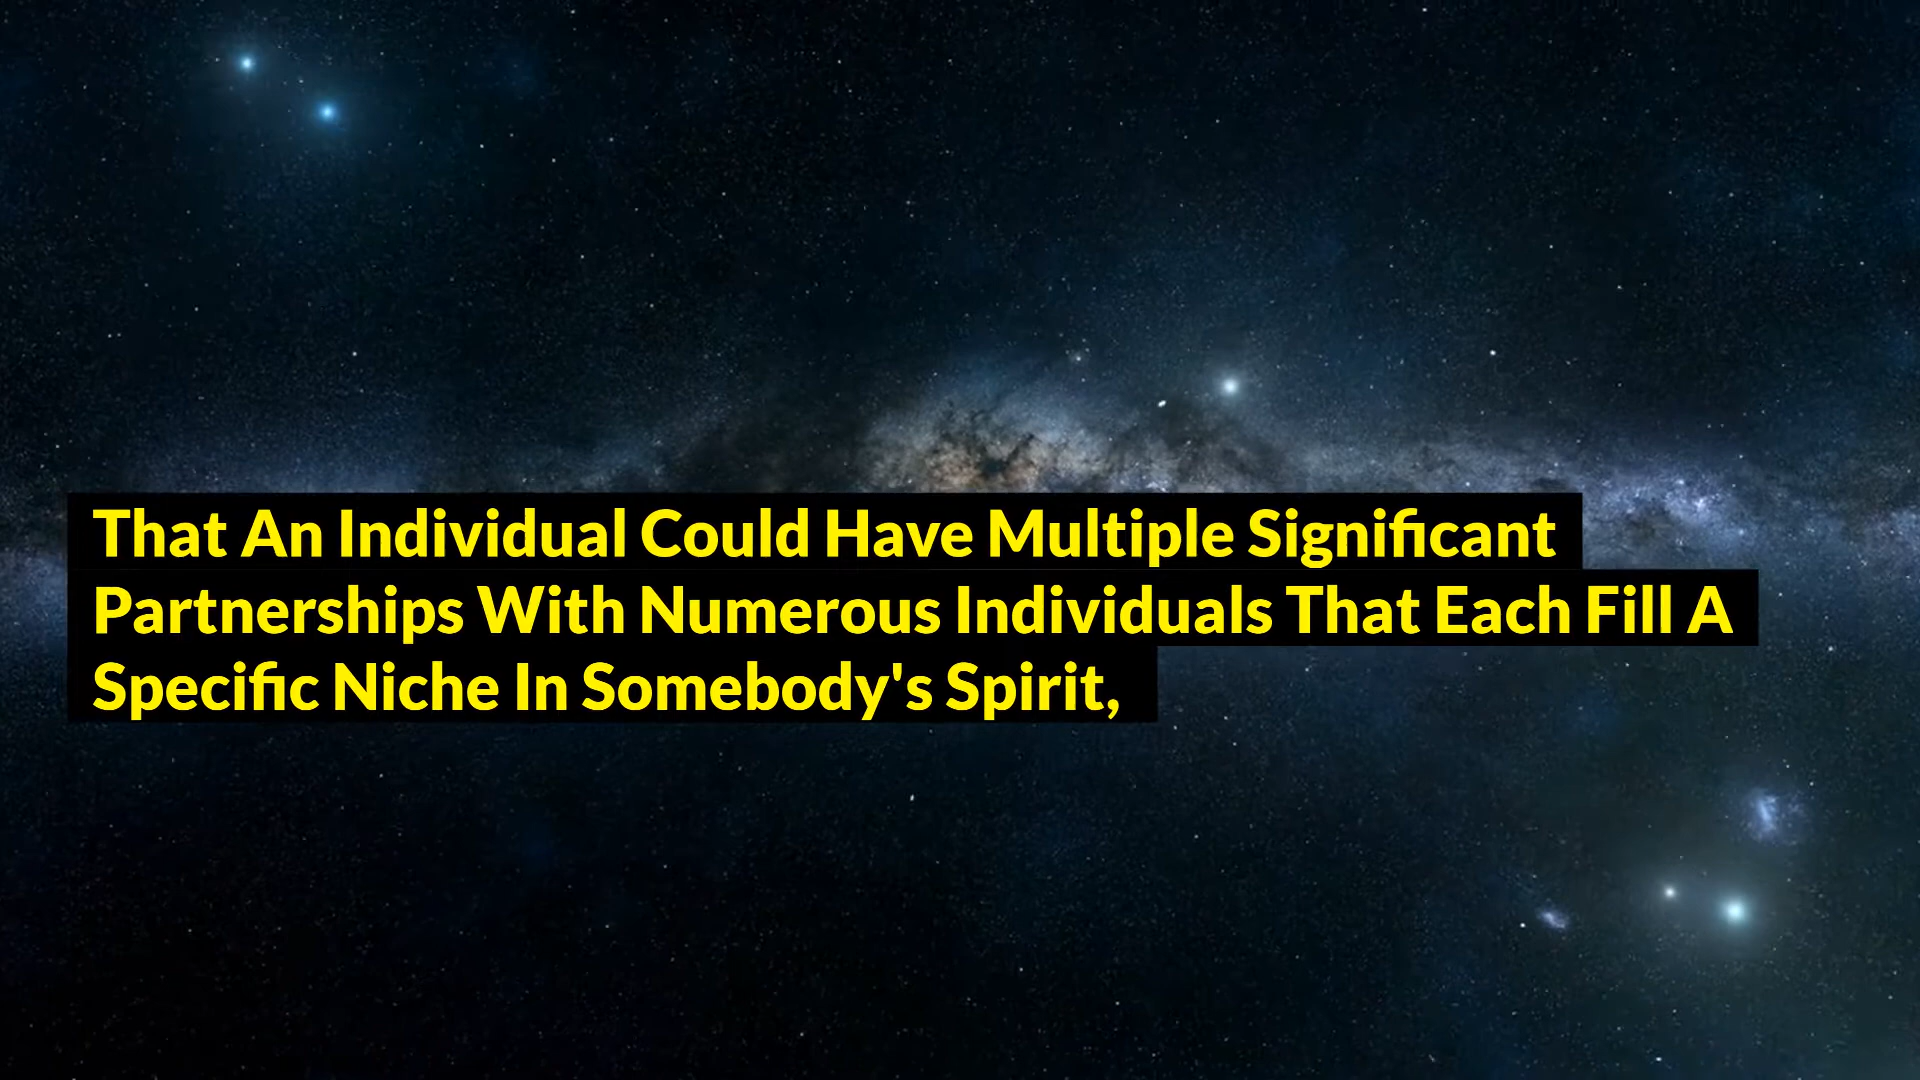 That An Individual Could Have Multiple Significant
Partnerships With Numerous Individuals That Each Fill A
Specific Niche In Somebody's Spirit,